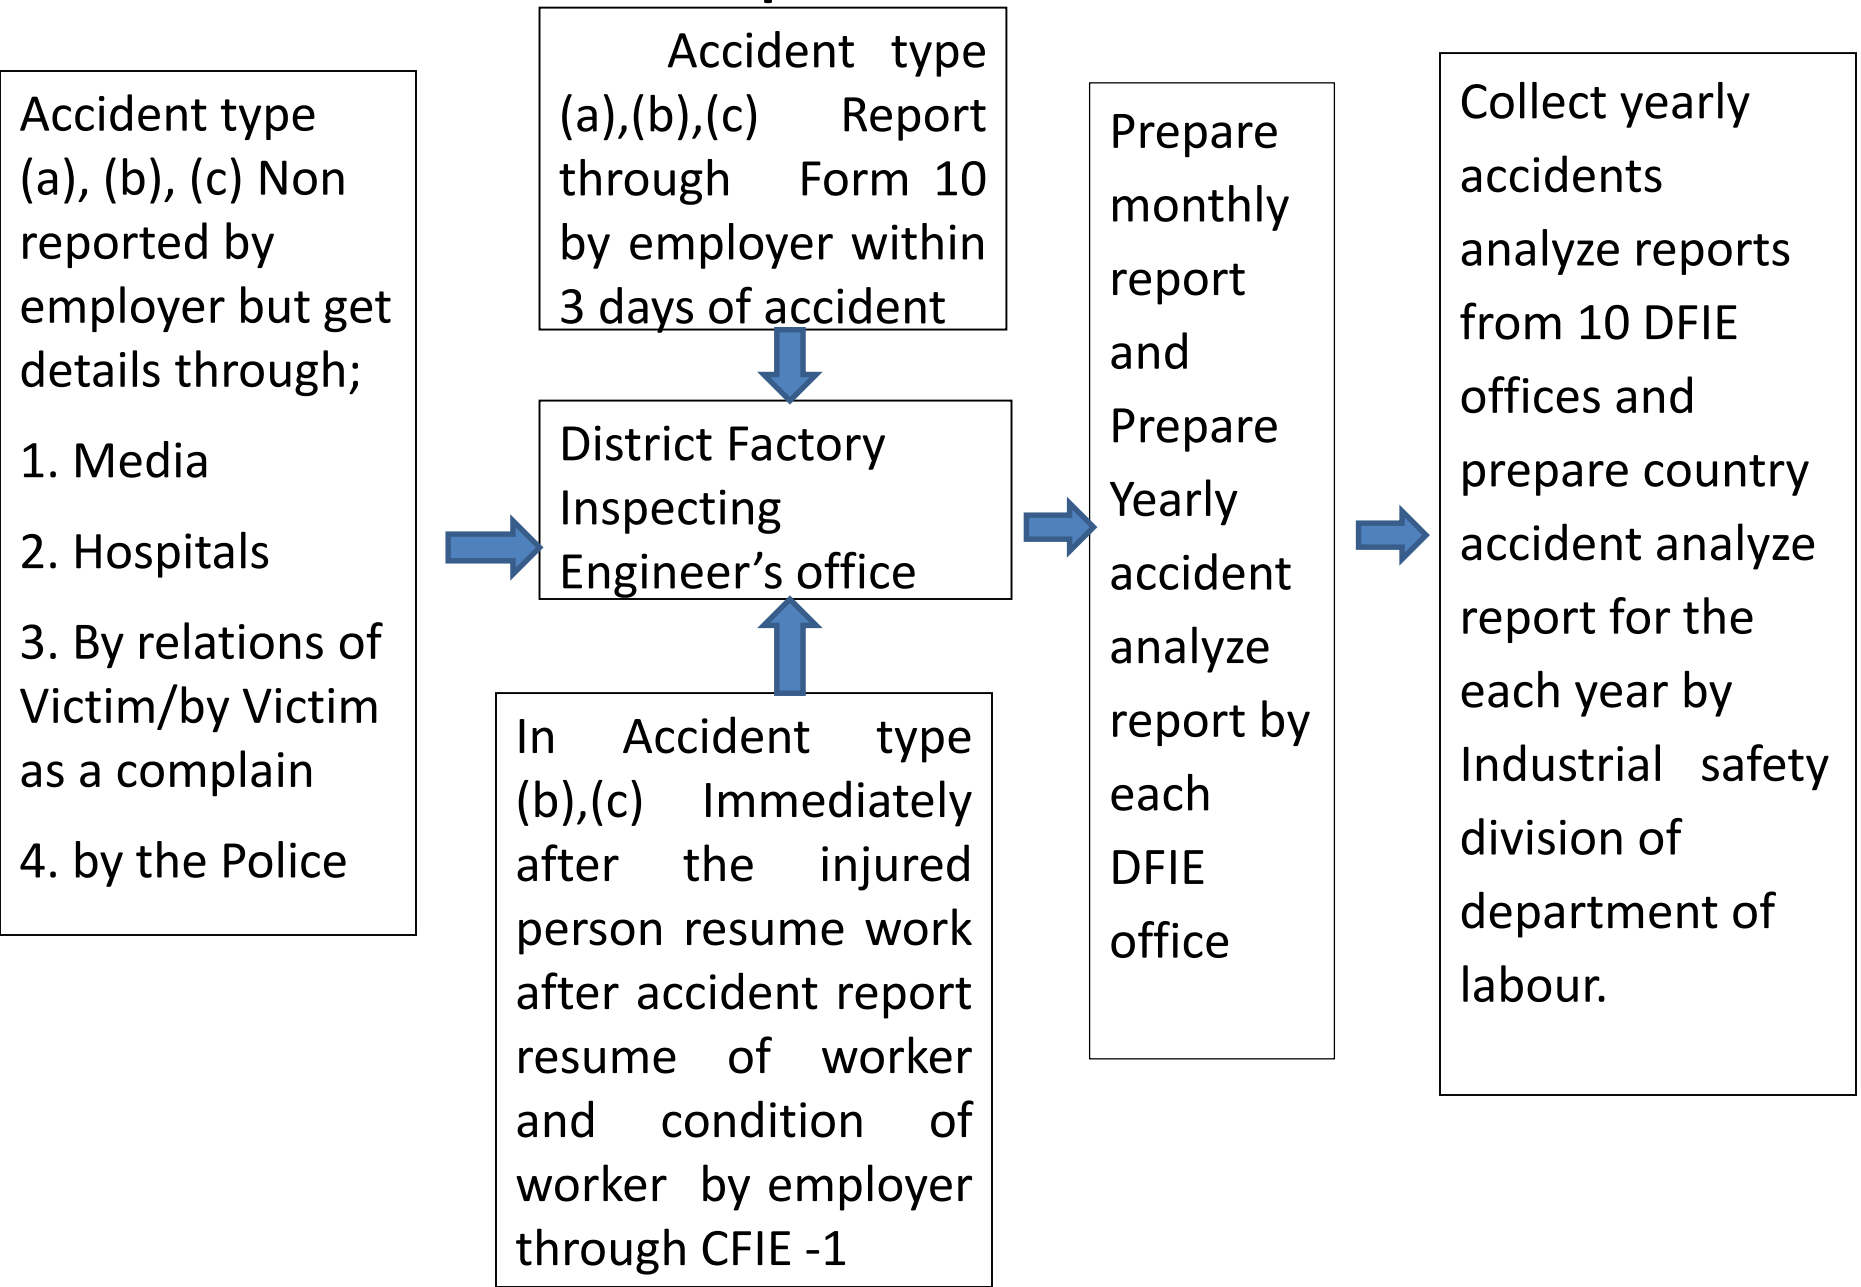 Accident type
(a), (b), (c) Non
reported by
employer but get
details through;
1. Media
2. Hospitals
3. By relations of
Victim/by Victim
as a complain
4. by the Police
Accident type
(a),(b),(c) Report
through Form 10
by employer within
3 days of accident
District Factory
Inspecting
Engineer’s office
In Accident type
(b),(c) Immediately
after the injured
person resume work
after accident report
resume of worker
and condition of
worker by employer
through CFIE -1
Prepare
monthly
report
and
Prepare
Yearly
accident
analyze
report by
each
DFIE
office
Collect yearly
accidents
analyze reports
from 10 DFIE
offices and
prepare country
accident analyze
report for the
each year by
Industrial safety
division of
department of
labour.